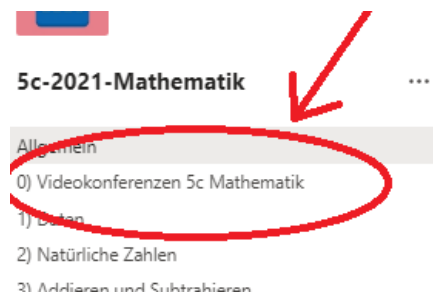 5c-2021-Mathematik ...
Allgemein
0) Videokonferenzen 5c Mathematik
1) Daten
2) Natürliche Zahlen
3) Addieren und Subtrahieren